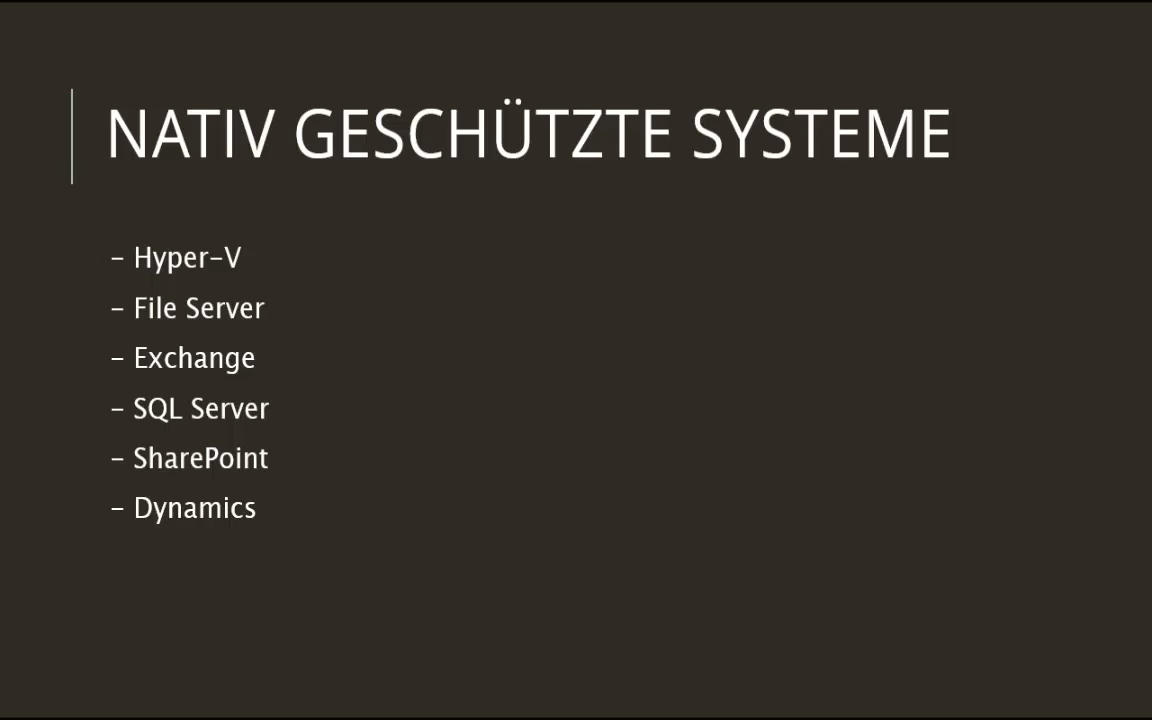 NATIV GESCHÜTZTE SYSTEME
- Hyper-V
- File Server
- Exchange
- SQL Server
- SharePoint
- Dynamics